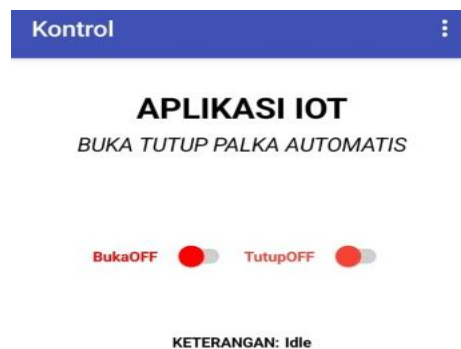 Kontrol
APLIKASI IOT
BUKA TUTUP PALKA AUTOMATIS
BukaOFF TutupOFF
KETERANGAN: Idle